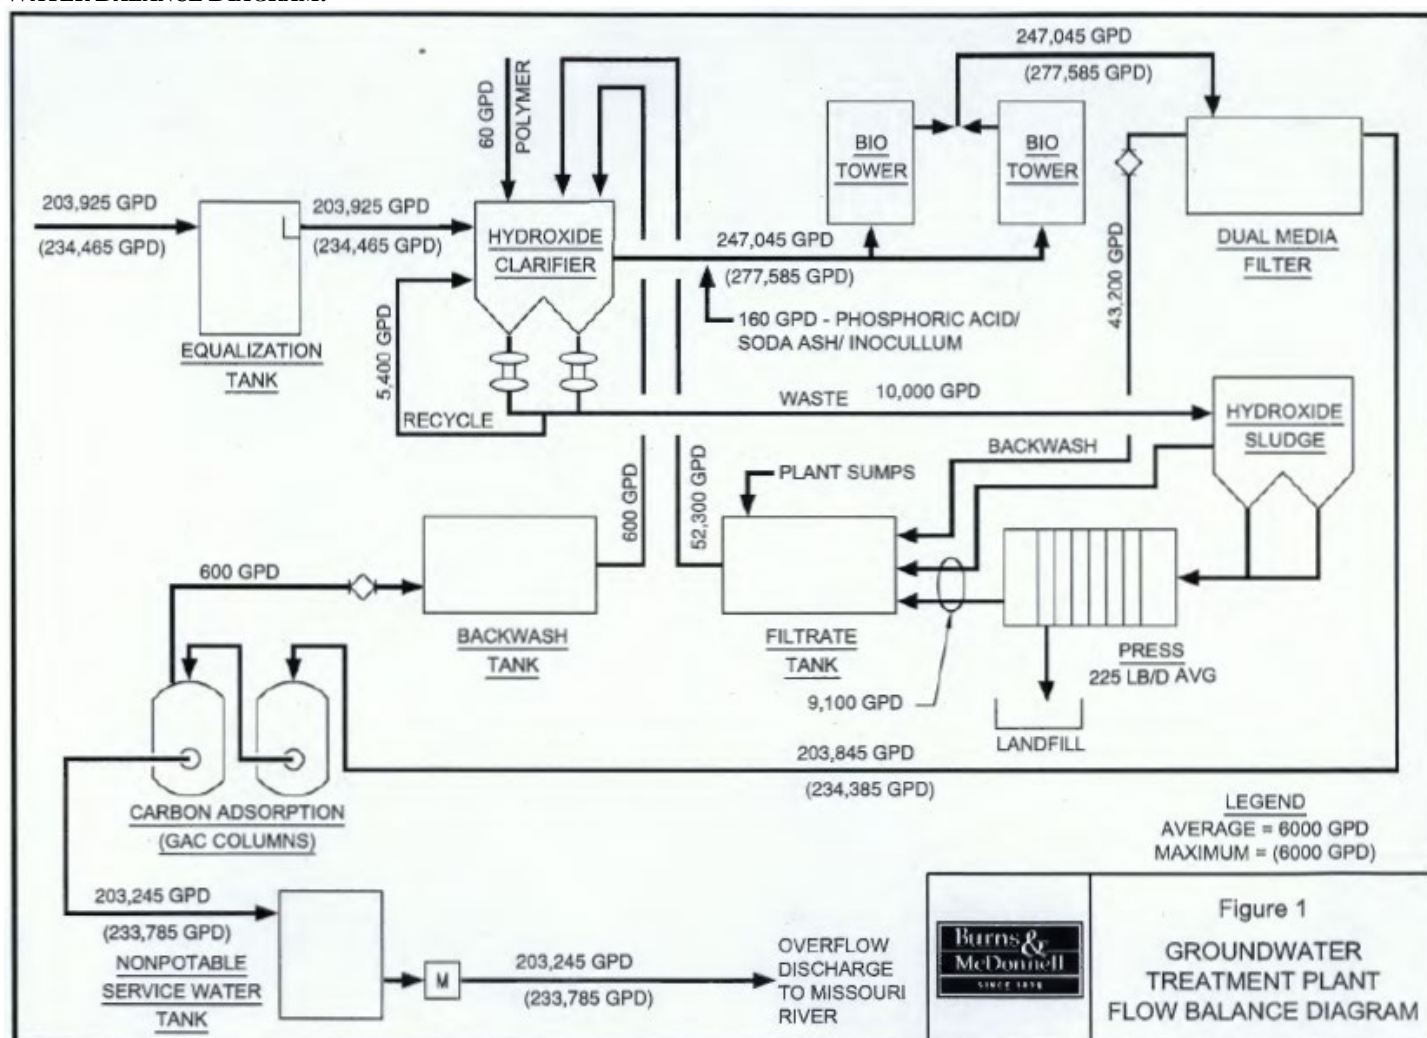 WATER BALANCE DIAGRAM:
247,045 GPD
(277,585 GPD)
60 GPD
POLYMER
BIO
TOWER
BIO
TOWER
203,925 GPD
(234,465 GPD)
203,925 GPD
(234,465 GPD)
HYDROXIDE
CLARIFIER
247,045 GPD
(277,585 GPD)
DUAL MEDIA
FILTER
43,200 GPD
160 GPD - PHOSPHORIC ACID/
SODA ASH/ INOCULLUM
EQUALIZATION
TANK
5,400 GPD
RECYCLE
WASTE
10,000 GPD
HYDROXIDE
SLUDGE
BACKWASH
PLANT SUMPS
600 GPD
52,300 GPD
600 GPD
BACKWASH
TANK
FILTRATE
TANK
PRESS
225 LB/D AVG
9,100 GPD
LANDFILL
203,845 GPD
(234,385 GPD)
CARBON ADSORPTION
(GAC COLUMNS)
LEGEND
AVERAGE = 6000 GPD
MAXIMUM = (6000 GPD)
203,245 GPD
(233,785 GPD)
NONPOTABLE
SERVICE WATER
TANK
M
203,245 GPD
(233,785 GPD)
OVERFLOW
DISCHARGE
TO MISSOURI
RIVER
Burns &
McDonnell
SINCE 1898
Figure 1
GROUNDWATER
TREATMENT PLANT
FLOW BALANCE DIAGRAM